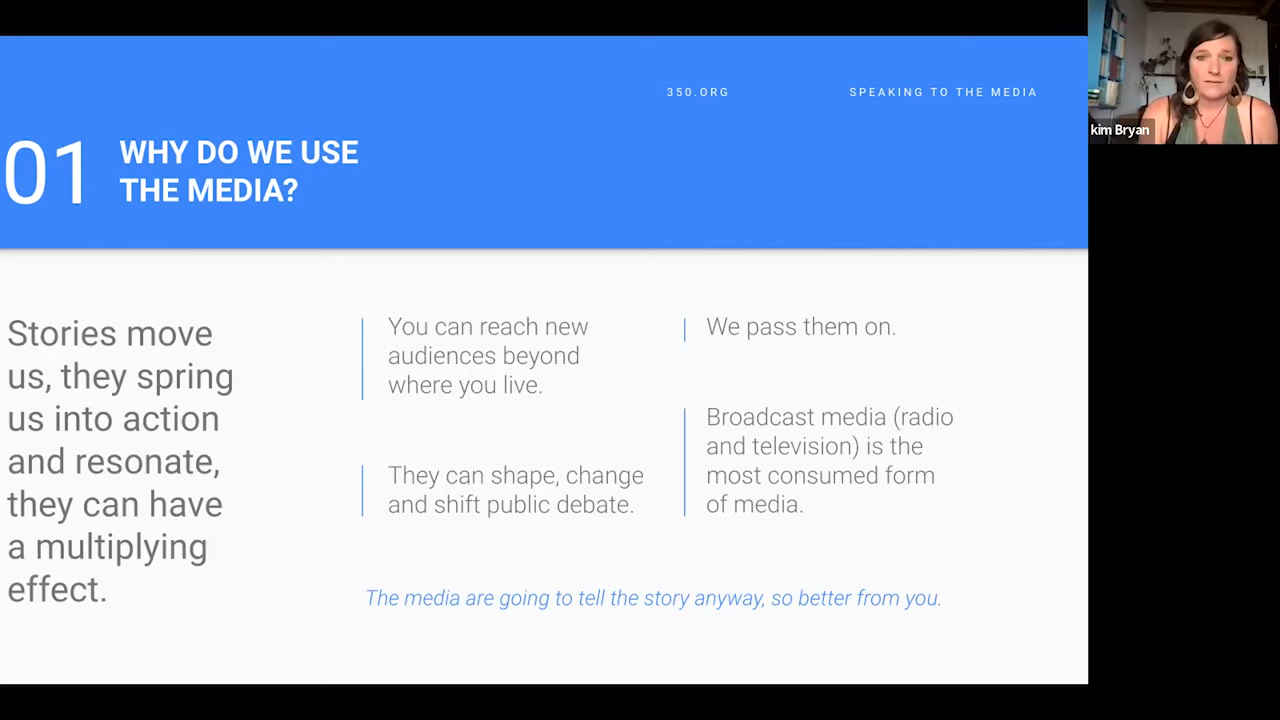 350.ORG
SPEAKING TO THE MEDIA
kim Bryan
01
WHY DO WE USE
THE MEDIA?
Stories move
us, they spring
us into action
and resonate,
they can have
a multiplying
effect.
You can reach new
audiences beyond
where you live.
They can shape, change
and shift public debate.
We pass them on.
Broadcast media (radio
and television) is the
most consumed form
of media.
The media are going to tell the story anyway, so better from you.